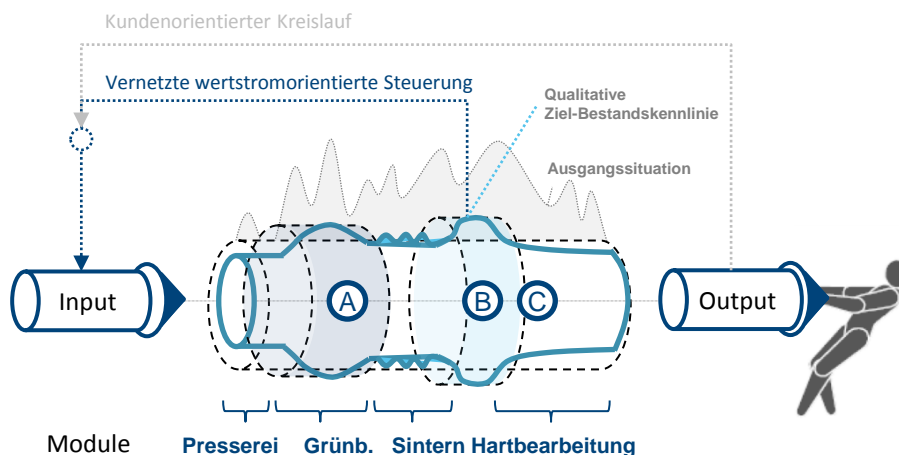 Kundenorientierter Kreislauf
Vernetzte wertstromorientierte Steuerung
Qualitative
Ziel-Bestandskennlinie
Ausgangssituation
Input
A
B
C
Output
Module
Presserei
Grünb.
Sintern
Hartbearbeitung